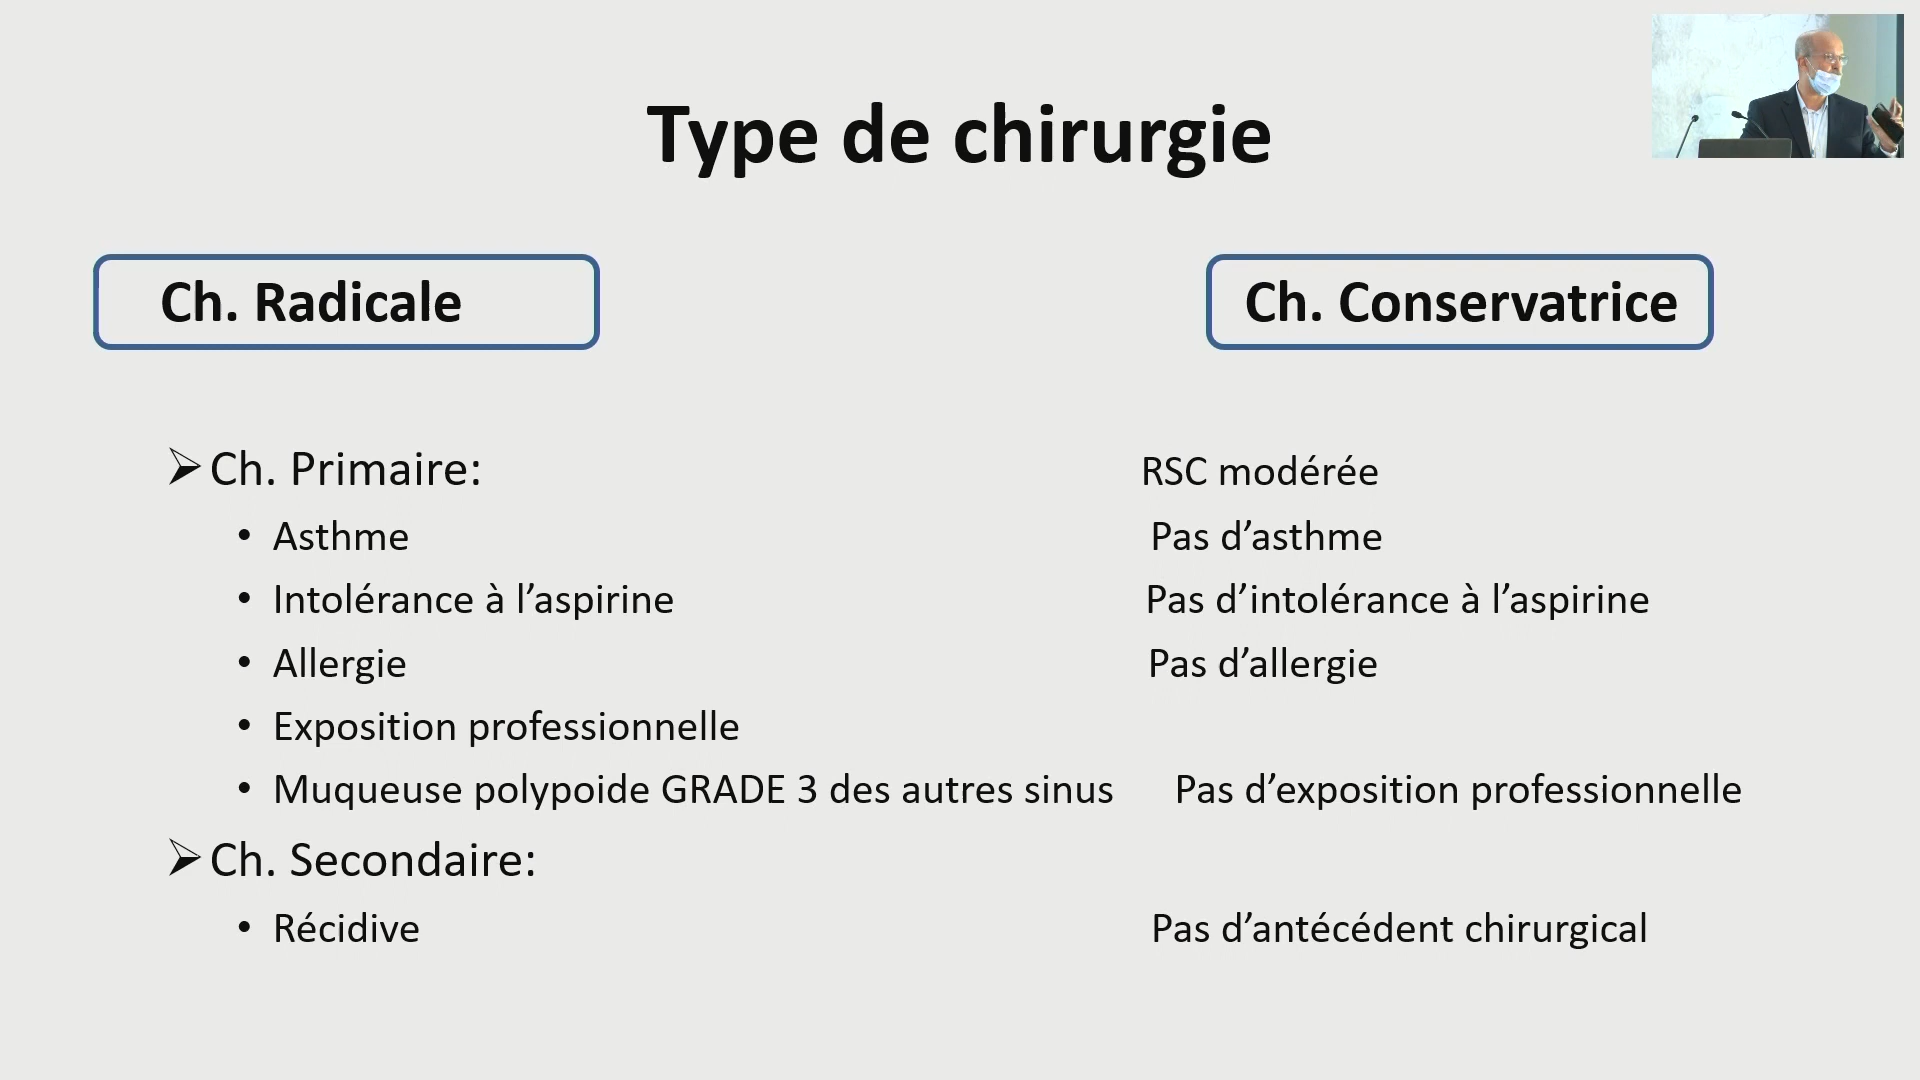 Type de chirurgie
Ch. Radicale
Ch. Conservatrice
➢ Ch. Primaire: RSC modérée
• Asthme Pas d’asthme
• Intolérance à l’aspirine Pas d’intolérance à l’aspirine
• Allergie Pas d’allergie
• Exposition professionnelle
• Muqueuse polypoide GRADE 3 des autres sinus Pas d’exposition professionnelle
➢ Ch. Secondaire:
• Récidive Pas d’antécédent chirurgical